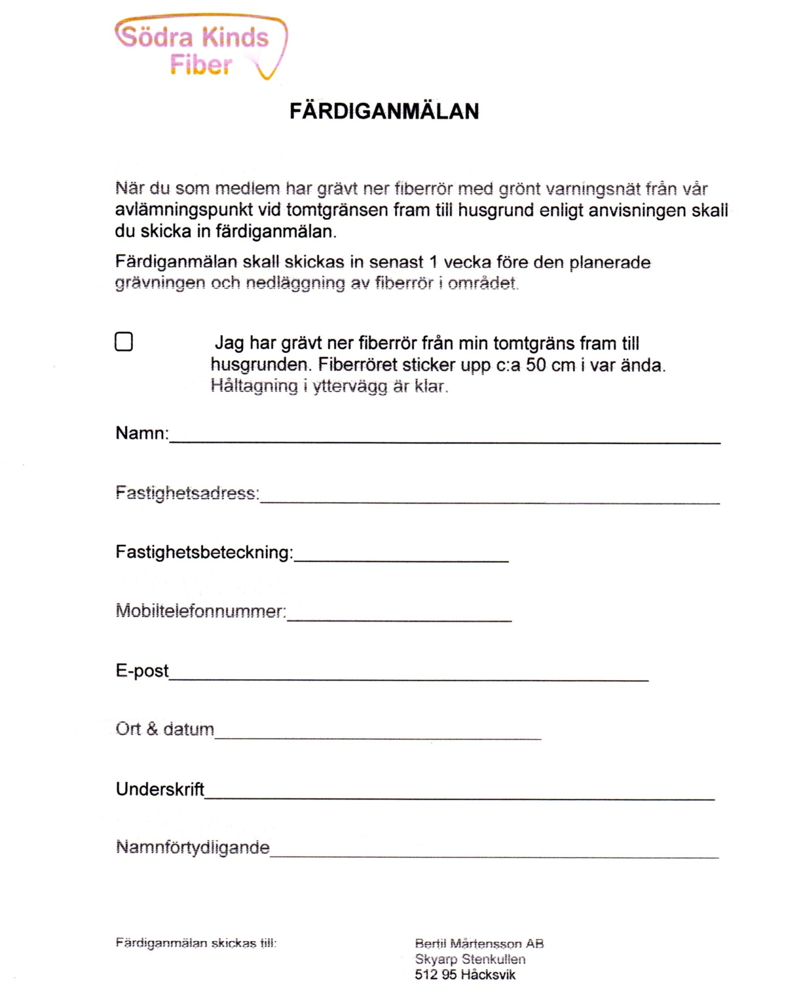 Södra Kinds
Fiber
FÄRDIGANMÄLAN
När du som medlem har grävt ner fiberrör med grönt varningsnät från vår
avlämningspunkt vid tomtgränsen fram till husgrund enligt anvisningen skall
du skicka in färdiganmälan.
Färdiganmälan skall skickas in senast 1 vecka före den planerade
grävningen och nedläggning av fiberrör i området.
Jag har grävt ner fiberrör från min tomtgräns fram till
husgrunden. Fiberröret sticker upp c:a 50 cm i var ända.
Håltagning i yttervägg är klar.
Namn:
Fastighetsadress:
Fastighetsbeteckning:
Mobiltelefonnummer:
E-post
Ort & datum
Underskrift
Namnförtydligande
Färdiganmälan skickas till:
Bertil Mårtensson AB
Skyarp Stenkullen
512 95 Håcksvik